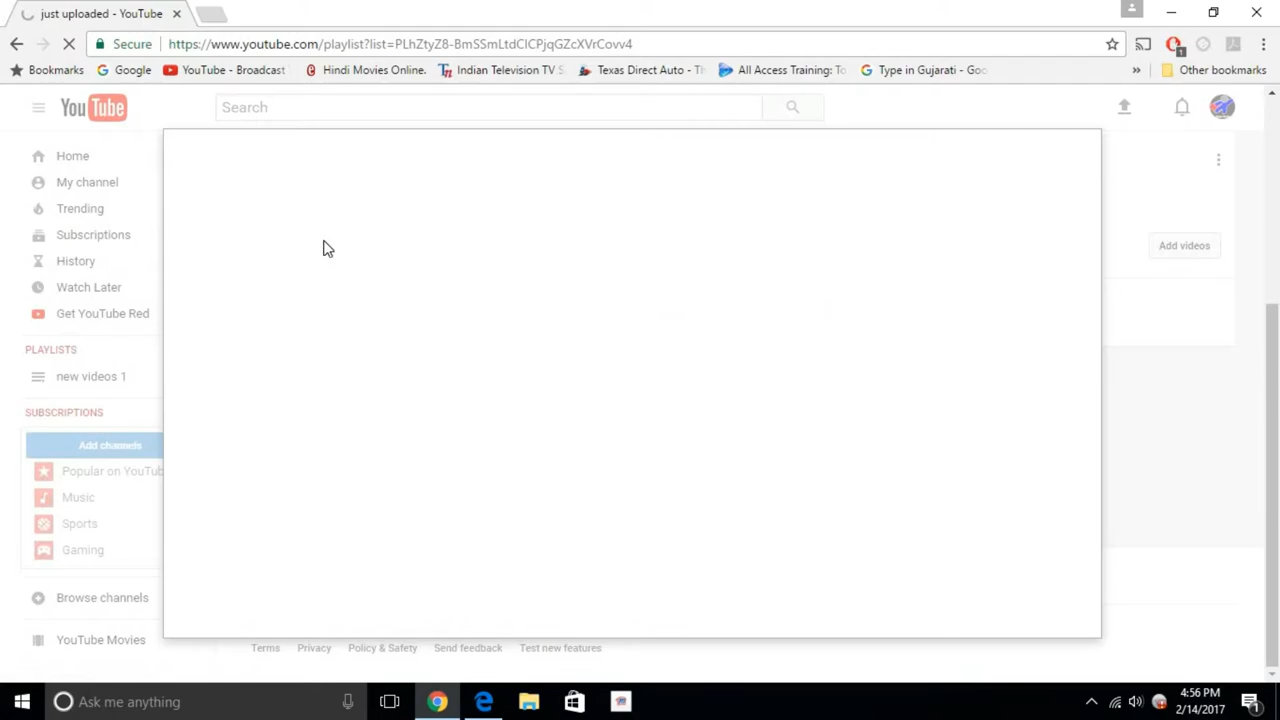 just uploaded - YouTube
Secure https://www.youtube.com/playlist?list=PLhZtyZ8-BmSSmLtdCICPjqGZcXVrCovv4
1
Bookmarks Google YouTube - Broadcast Hindi Movies Online. Indian Television TV S Texas Direct Auto - Th All Access Training: To Type in Gujarati - Goo » Other bookmarks
YouTube Search
Home
My channel
Trending
Subscriptions
Add videos
History
Watch Later
Get YouTube Red
PLAYLISTS
new videos 1
SUBSCRIPTIONS
Add channels
Popular on YouTub
Music
Sports
Gaming
Browse channels
YouTube Movies
Terms Privacy Policy & Safety Send feedback Test new features
Ask me anything
4:56 PM
2/14/2017
1